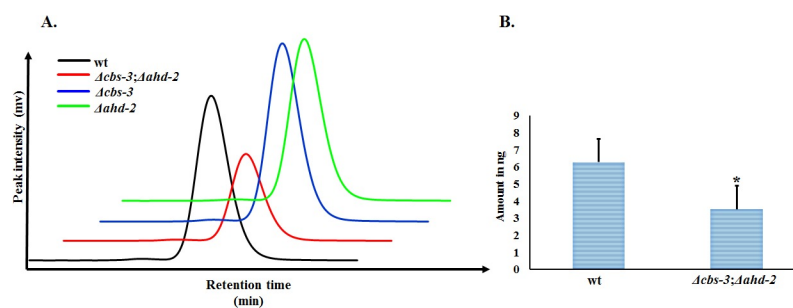 A.
Peak intensity (mv)
wt
Δcbs-3;Δahd-2
Δcbs-3
Δahd-2
Retention time
(min)
B.
Amount in ng
9
8
7
6
5
4
3
2
1
0
*
wt
Δcbs-3;Δahd-2